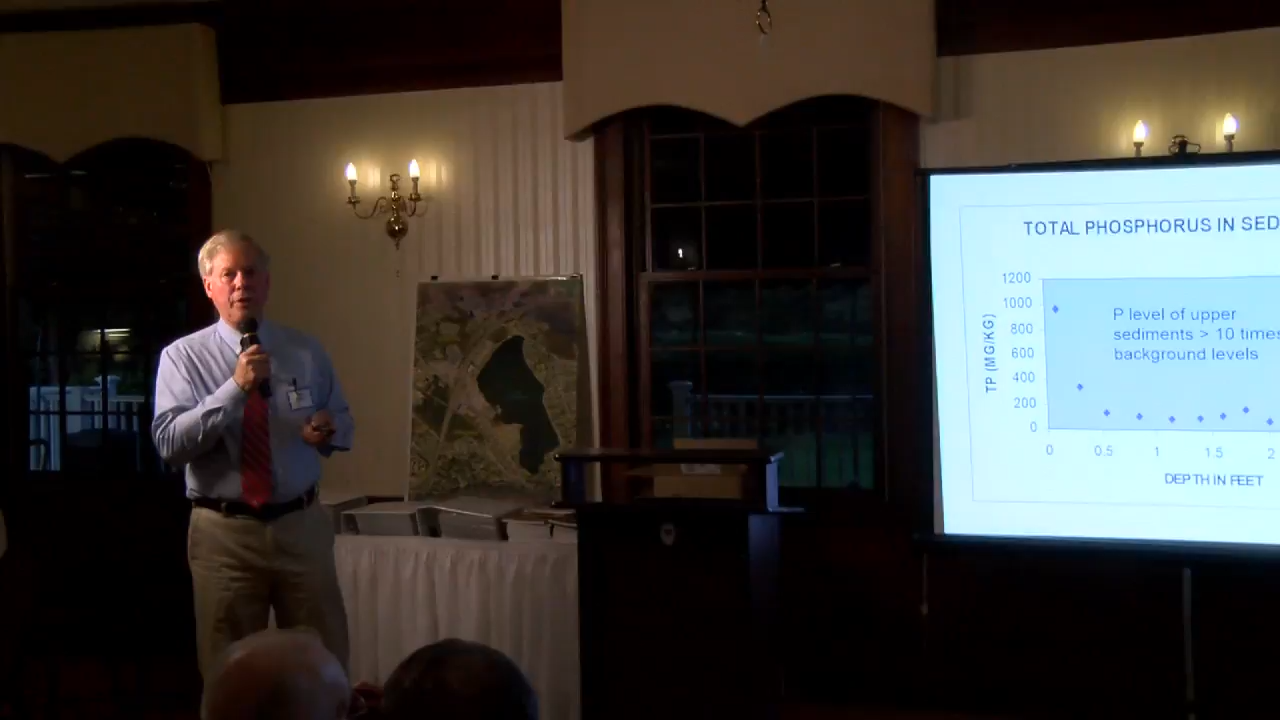 TOTAL PHOSPHORUS IN SED
1200
1000
800
600
400
200
0
TP (MG/KG)
P level of upper
sediments > 10 times
background levels
0 0.5 1 1.5 2
DEPTH IN FEET